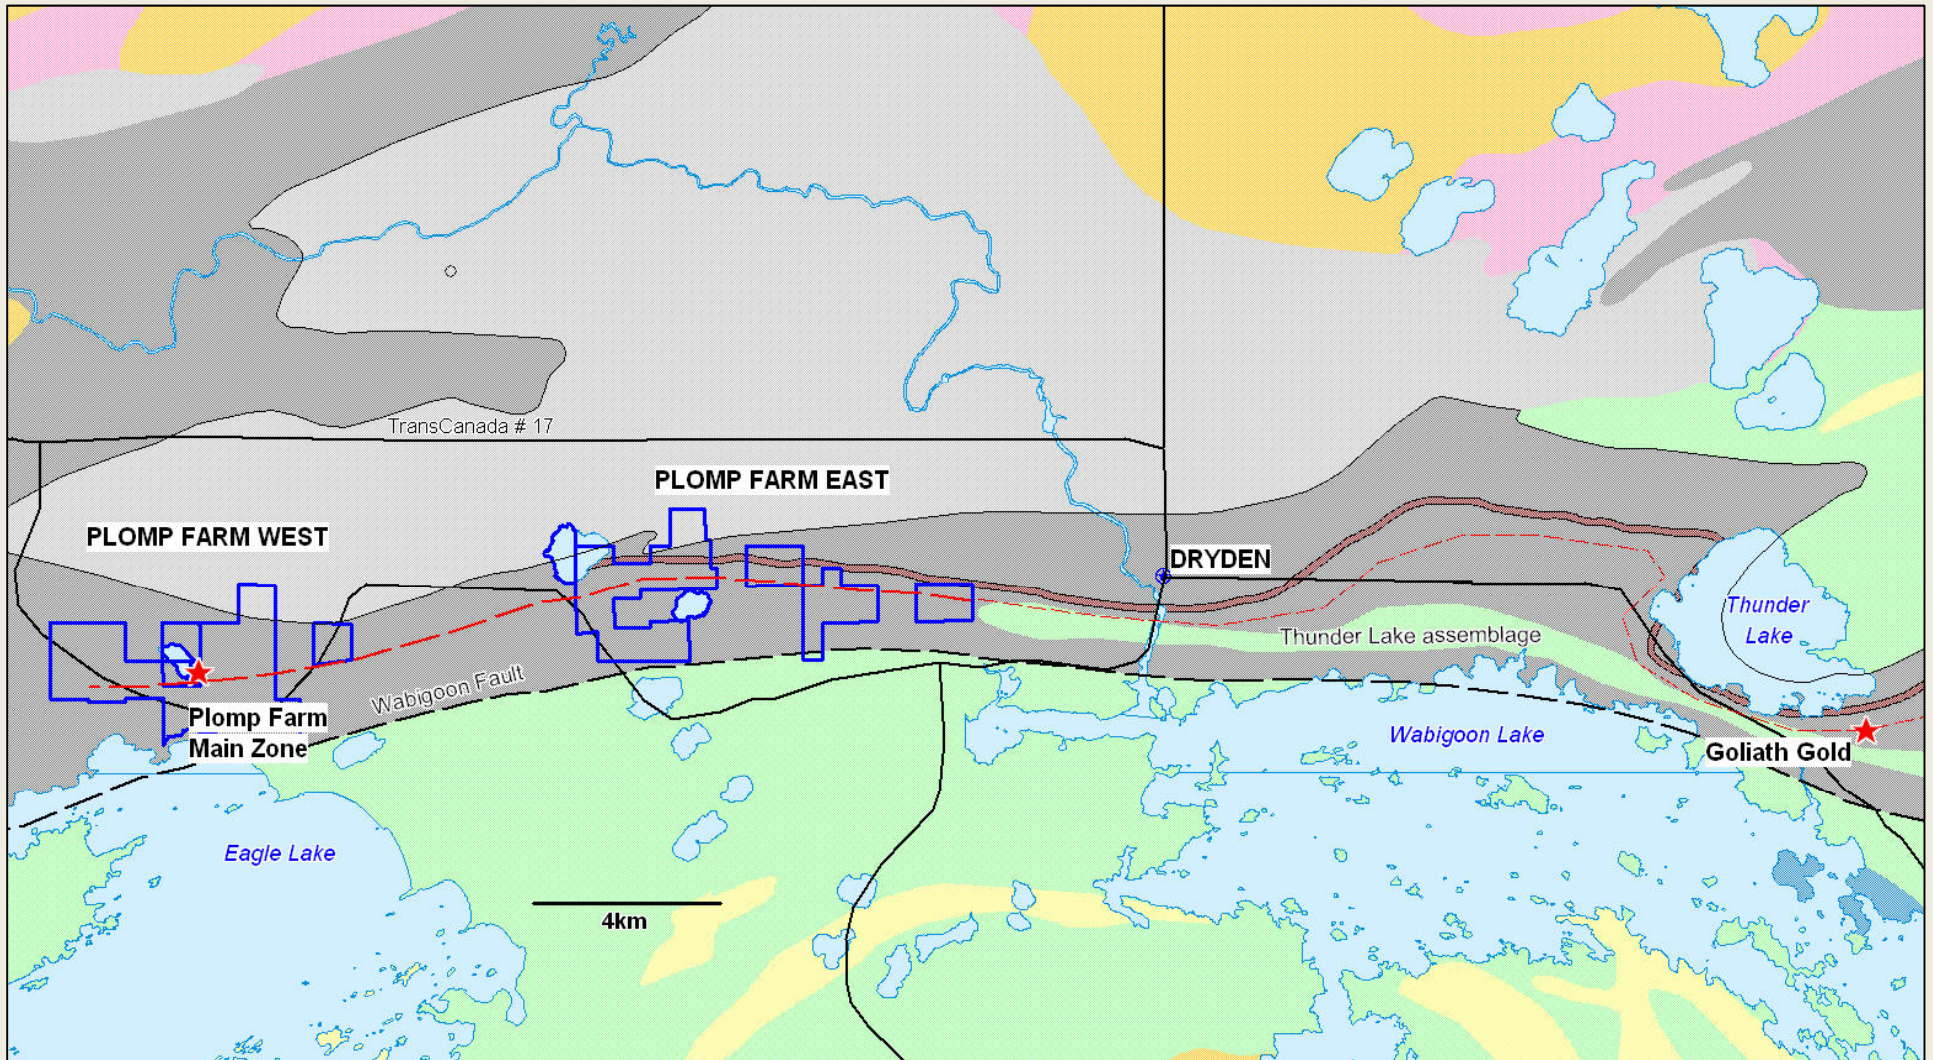 TransCanada # 17
PLOMP FARM EAST
PLOMP FARM WEST
DRYDEN
Thunder
Lake
Thunder Lake assemblage
Wabigoon Fault
Plomp Farm
Main Zone
Wabigoon Lake
Goliath Gold
Eagle Lake
4km